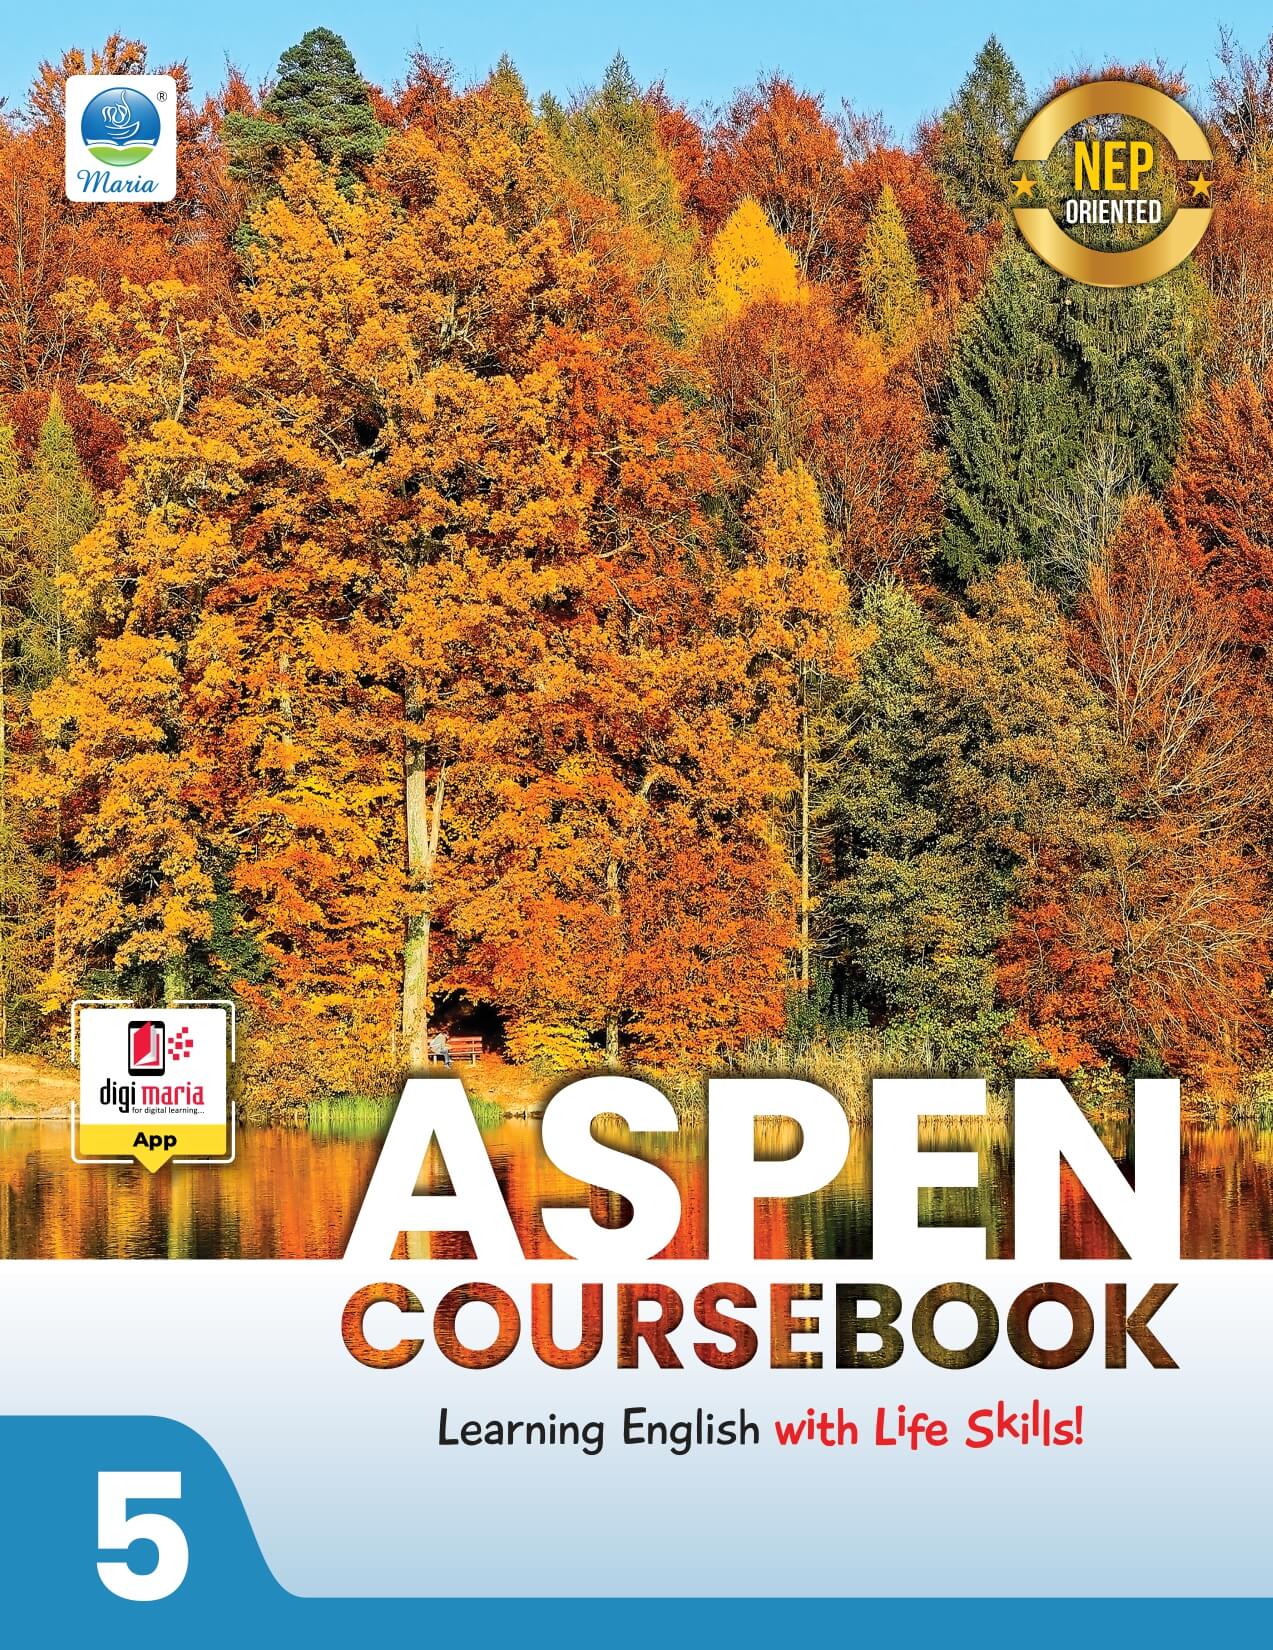 ®
Maria
NEP
ORIENTED
digi maria
for digital learning...
App
ASPEN
COURSEBOOK
Learning English with Life Skills!
5